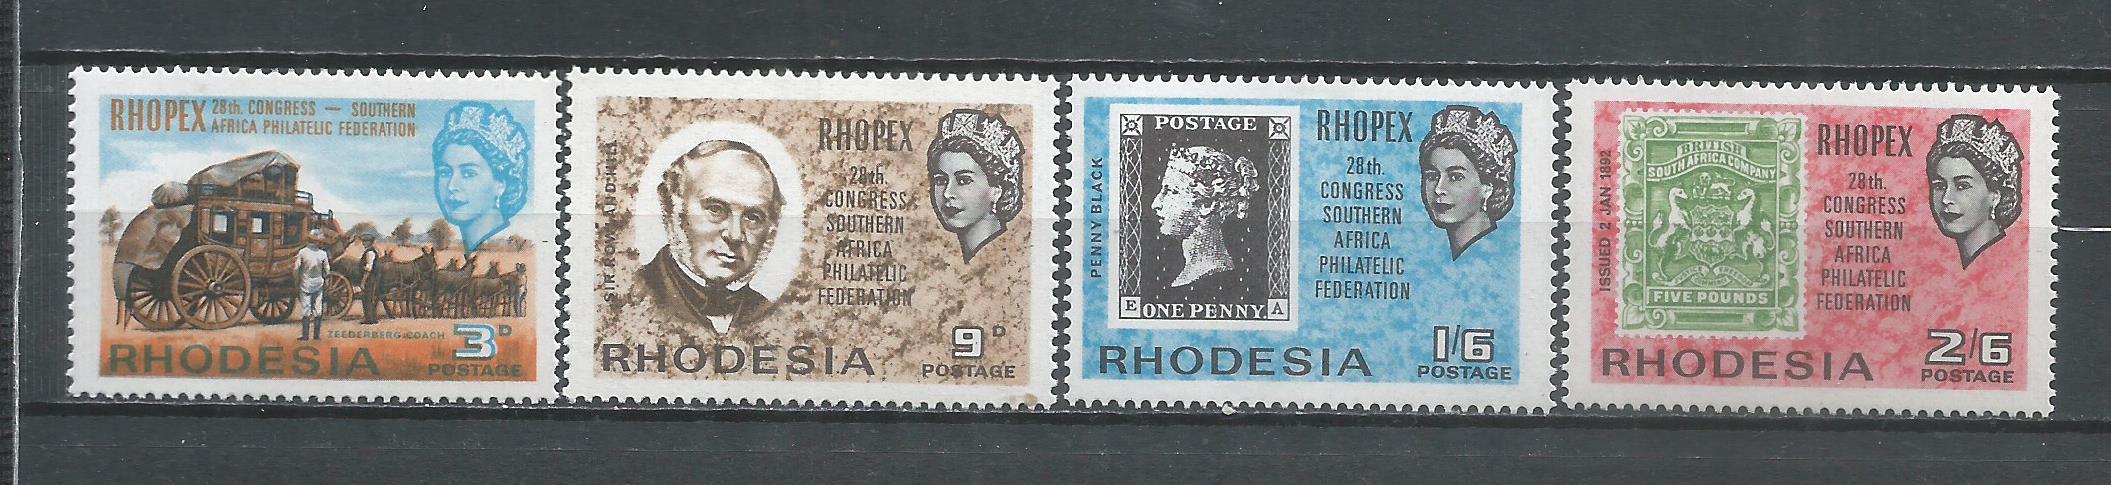 RHOPEX 28th. CONGRESS — SOUTHERN
AFRICA PHILATELIC FEDERATION
ZEEDERBERG COACH
3D
RHODESIA
POSTAGE
SIR ROWLAND HILL
RHOPEX
28th.
CONGRESS
SOUTHERN
AFRICA
PHILATELIC
FEDERATION
9D
RHODESIA
POSTAGE
PENNY BLACK
POSTAGE
E ONE PENNY. A
RHOPEX
28th.
CONGRESS
SOUTHERN
AFRICA
PHILATELIC
FEDERATION
1/6
RHODESIA
POSTAGE
ISSUED 2 JAN 1892
BRITISH
SOUTH AFRICA COMPANY
FIVE POUNDS
RHOPEX
28th.
CONGRESS
SOUTHERN
AFRICA
PHILATELIC
FEDERATION
2/6
RHODESIA
POSTAGE